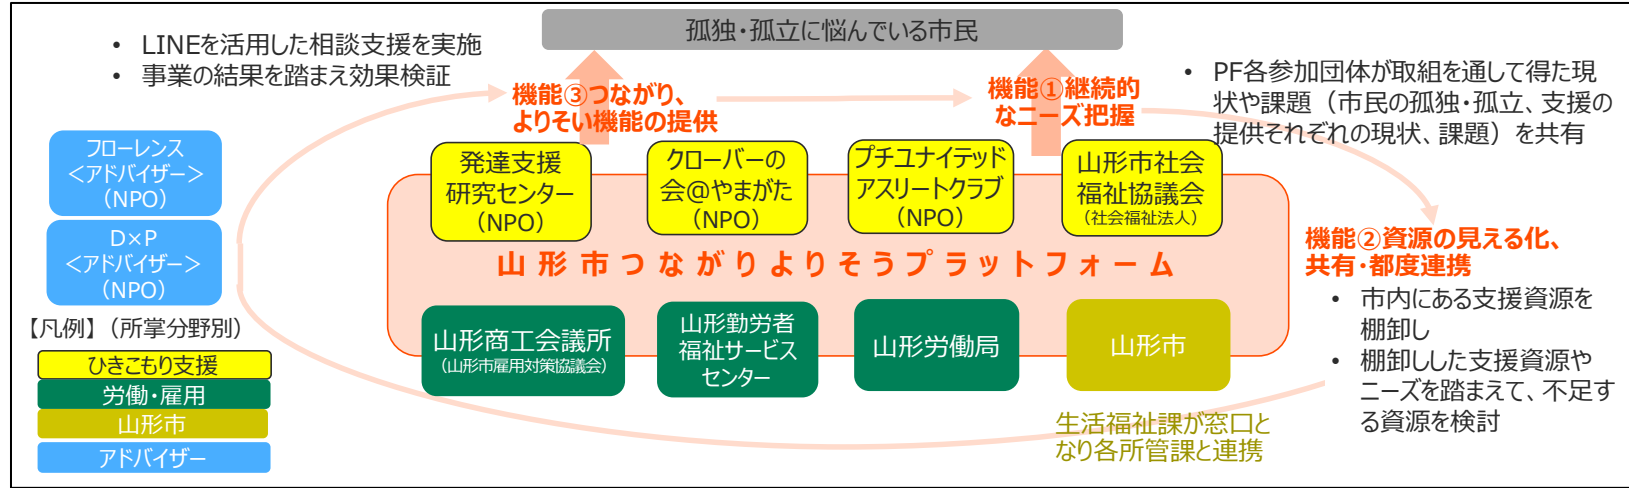 孤独・孤立に悩んでいる市民
• LINEを活用した相談支援を実施
• 事業の結果を踏まえ効果検証
機能③つながり、
よりそい機能の提供
機能①継続的
なニーズ把握
• PF各参加団体が取組を通して得た現
状や課題（市民の孤独・孤立、支援の
提供それぞれの現状、課題）を共有
フローレンス
＜アドバイザー＞
（NPO）
D×P
＜アドバイザー＞
（NPO）
発達支援
研究センター
（NPO）
クローバーの
会@やまがた
（NPO）
プチユナイテッド
アスリートクラブ
（NPO）
山形市社会
福祉協議会
（社会福祉法人）
山形市つながりよりそうプラットフォーム
機能②資源の見える化、
共有・都度連携
• 市内にある支援資源を
棚卸し
• 棚卸しした支援資源や
ニーズを踏まえて、不足す
る資源を検討
山形商工会議所
（山形市雇用対策協議会）
山形勤労者
福祉サービス
センター
山形労働局
山形市
生活福祉課が窓口と
なり各所管課と連携
【凡例】（所掌分野別）
ひきこもり支援
労働・雇用
山形市
アドバイザー